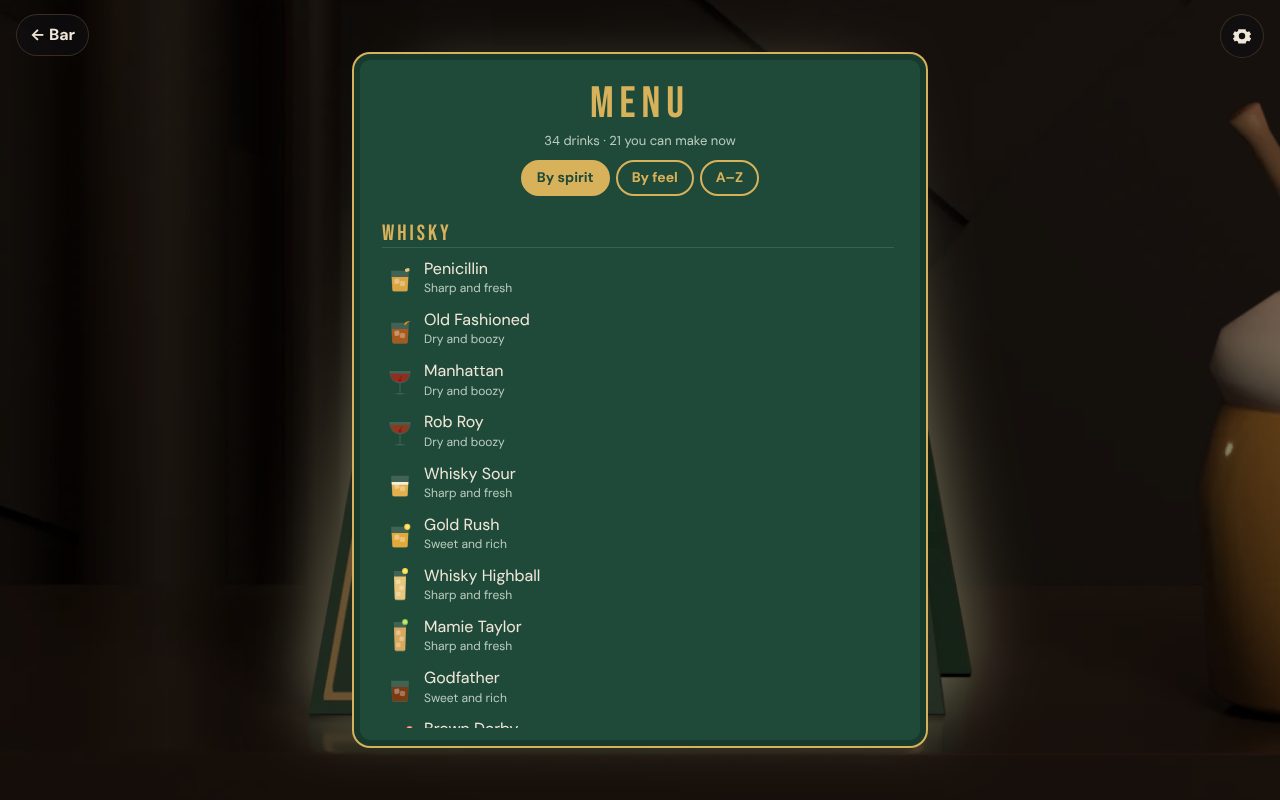 ← Bar
MENU
34 drinks · 21 you can make now
By spirit By feel A–Z
WHISKY
Penicillin
Sharp and fresh
Old Fashioned
Dry and boozy
Manhattan
Dry and boozy
Rob Roy
Dry and boozy
Whisky Sour
Sharp and fresh
Gold Rush
Sweet and rich
Whisky Highball
Sharp and fresh
Mamie Taylor
Sharp and fresh
Godfather
Sweet and rich
Brown Derby